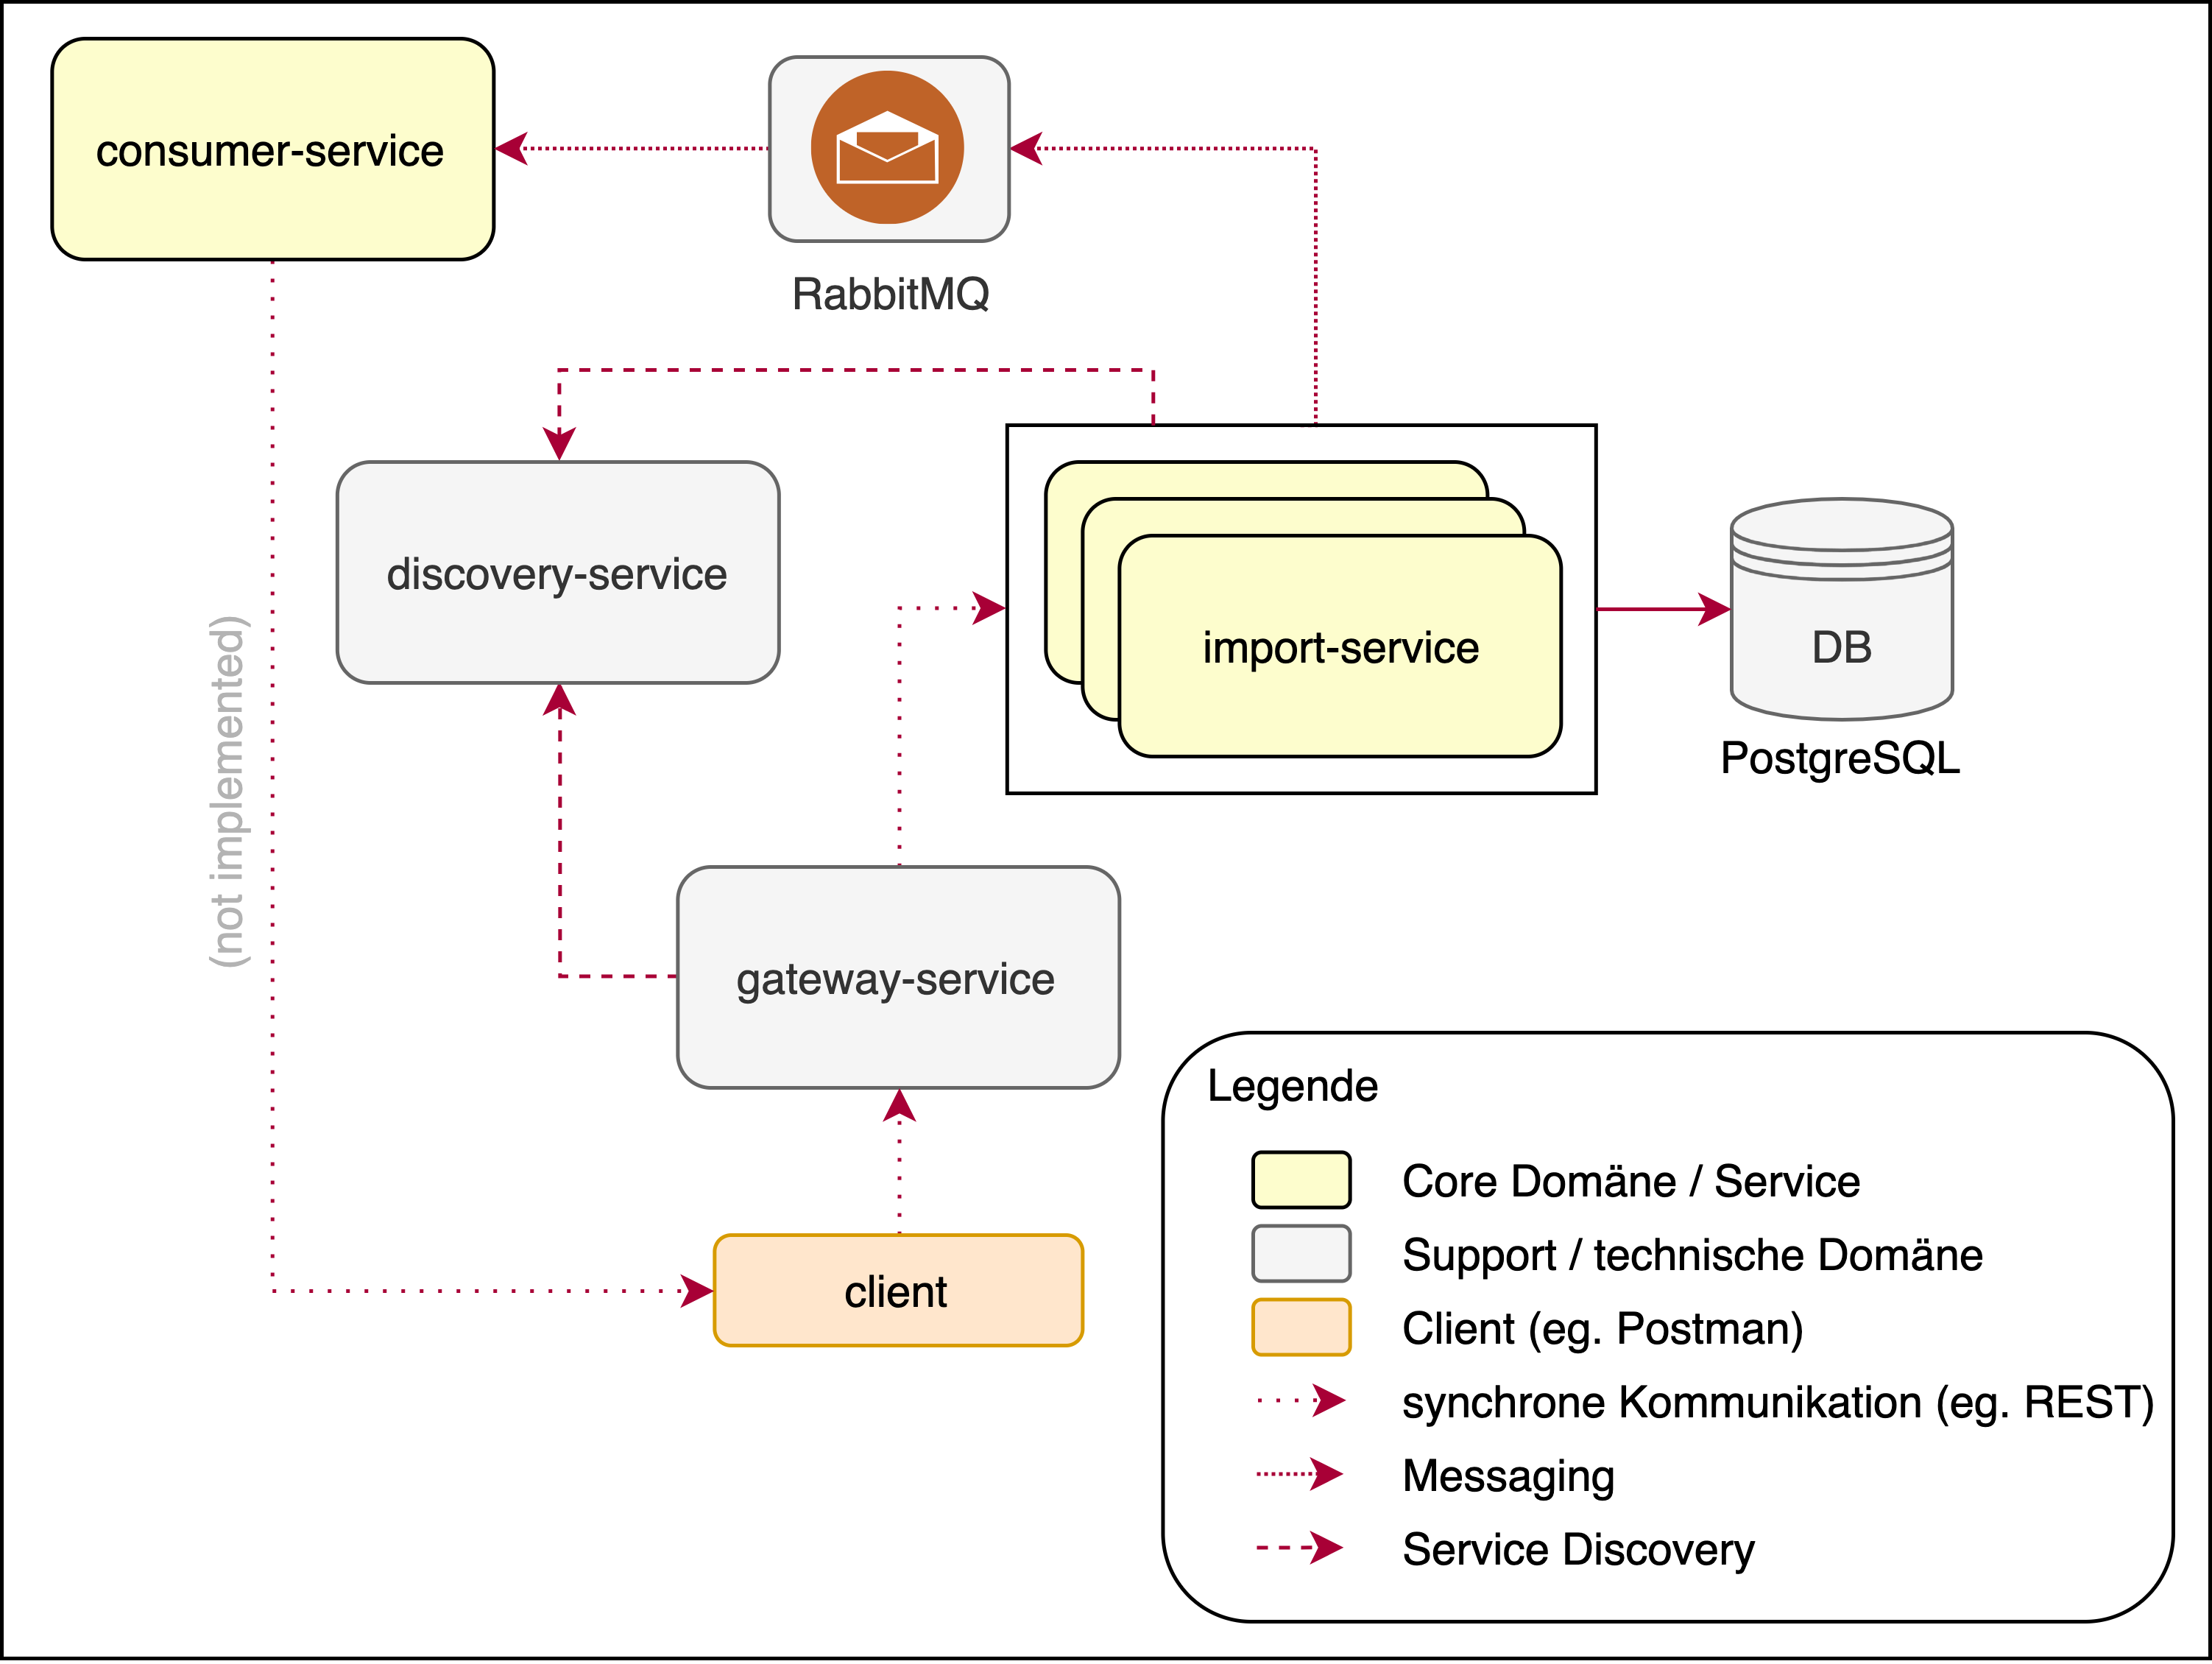 consumer-service
RabbitMQ
discovery-service
import-service
DB
PostgreSQL
(not implemented)
gateway-service
client
Legende
Core Domäne / Service
Support / technische Domäne
Client (eg. Postman)
synchrone Kommunikation (eg. REST)
Messaging
Service Discovery